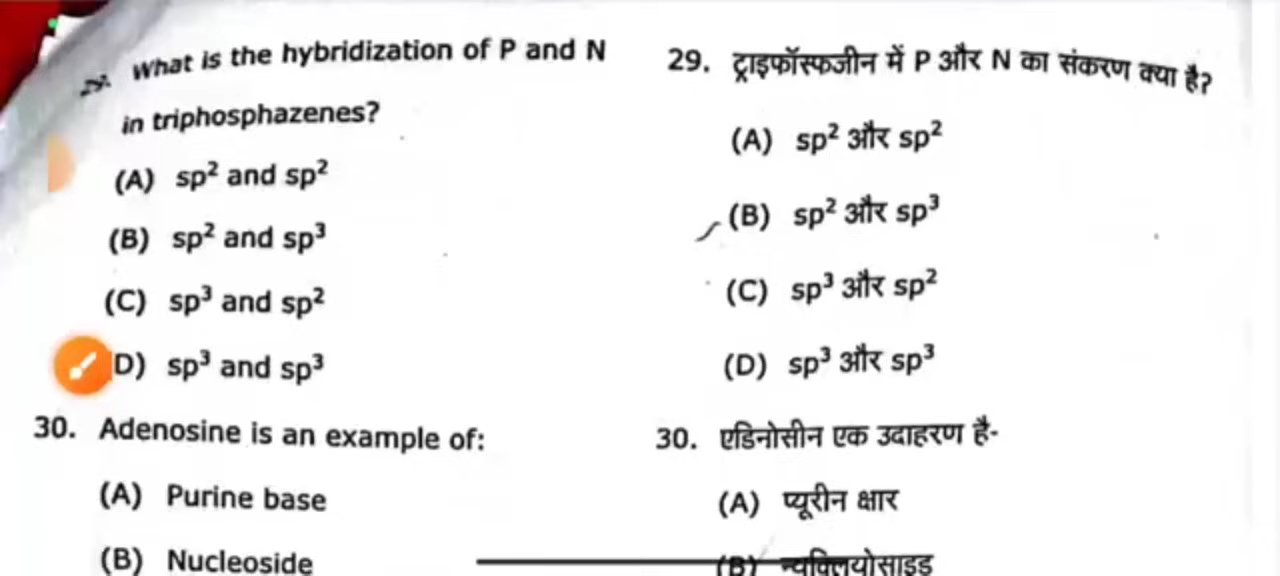 29. What is the hybridization of P and N
in triphosphazenes?
(A) sp² and sp²
(B) sp² and sp³
(C) sp³ and sp²
D) sp³ and sp³
30. Adenosine is an example of:
(A) Purine base
(B) Nucleoside
29. ट्राइफॉस्फजीन में P और N का संकरण क्या है?
(A) sp² और sp²
(B) sp² और sp³
(C) sp³ और sp²
(D) sp³ और sp³
30. एडिनोसीन एक उदाहरण है-
(A) प्यूरीन क्षार
(B) न्यूक्लियोसाइड